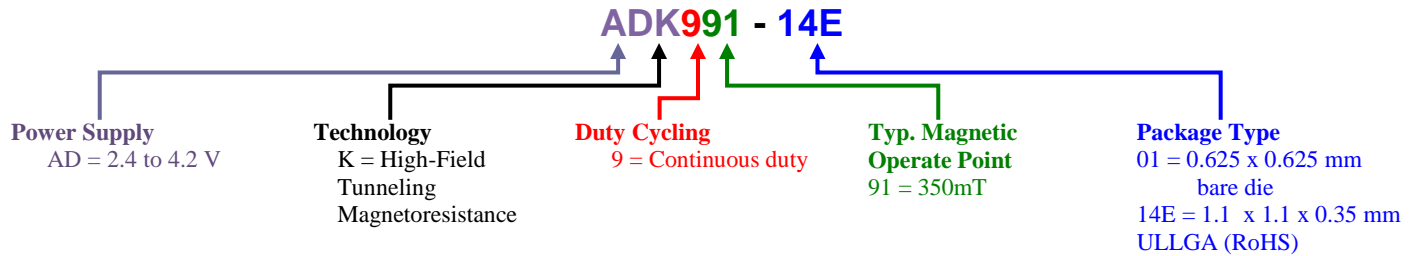 ADK991 - 14E
Power Supply
AD = 2.4 to 4.2 V
Technology
K = High-Field
Tunneling
Magnetoresistance
Duty Cycling
9 = Continuous duty
Typ. Magnetic
Operate Point
91 = 350mT
Package Type
01 = 0.625 x 0.625 mm
bare die
14E = 1.1 x 1.1 x 0.35 mm
ULLGA (RoHS)